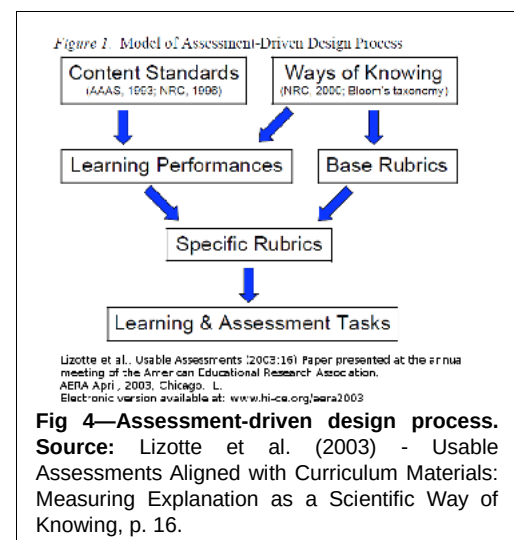 Figure 1. Model of Assessment-Driven Design Process
Content Standards
(AAAS, 1993; NRC, 1996)
Ways of Knowing
(NRC, 2000; Bloom's taxonomy)
Learning Performances
Base Rubrics
Specific Rubrics
Learning & Assessment Tasks
Lizotte et al., Usable Assessments (2003:16) Paper presented at the annua
meeting of the American Educational Research Association,
AERA Apri, 2003, Chicago, L.
Electronic version available at: www.hi-ce.org/aera2003
Fig 4—Assessment-driven design process.
Source: Lizotte et al. (2003) - Usable
Assessments Aligned with Curriculum Materials:
Measuring Explanation as a Scientific Way of
Knowing, p. 16.